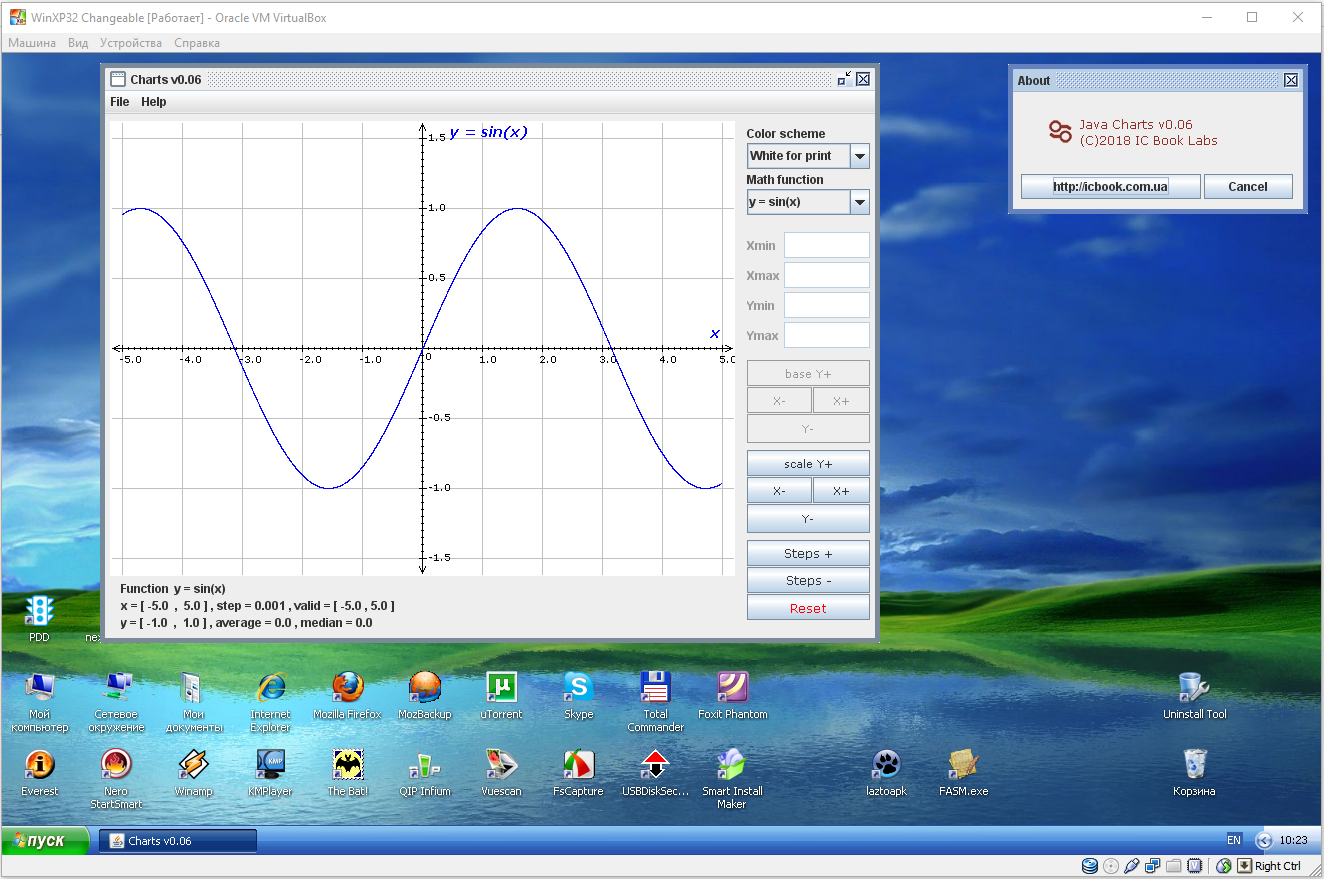 WinXP32 Changeable [Работает] - Oracle VM VirtualBox
Машина Вид Устройства Справка
Charts v0.06
File Help
y = sin(x)
1.5
1.0
0.5
x
-5.0 -4.0 -3.0 -2.0 -1.0 0 1.0 2.0 3.0 4.0 5.0
-0.5
-1.0
-1.5
Color scheme
White for print
Math function
y = sin(x)
Xmin
Xmax
Ymin
Ymax
base Y+
X- X+
Y-
scale Y+
X- X+
Y-
Steps +
Steps -
Reset
Function y = sin(x)
x = [ -5.0 , 5.0 ] , step = 0.001 , valid = [ -5.0 , 5.0 ]
y = [ -1.0 , 1.0 ] , average = 0.0 , median = 0.0
About
Java Charts v0.06
(C)2018 IC Book Labs
http://icbook.com.ua Cancel
PDD
Мой компьютер
Сетевое окружение
Мои документы
Internet Explorer
Mozilla Firefox
MozBackup
uTorrent
Skype
Total Commander
Foxit Phantom
Uninstall Tool
Everest
Nero StartSmart
Winamp
KMPlayer
The Bat!
QIP Infium
Vuescan
FsCapture
USBDiskSec...
Smart Install Maker
laztoapk
FASM.exe
Корзина
пуск
Charts v0.06
EN 10:23
Right Ctrl